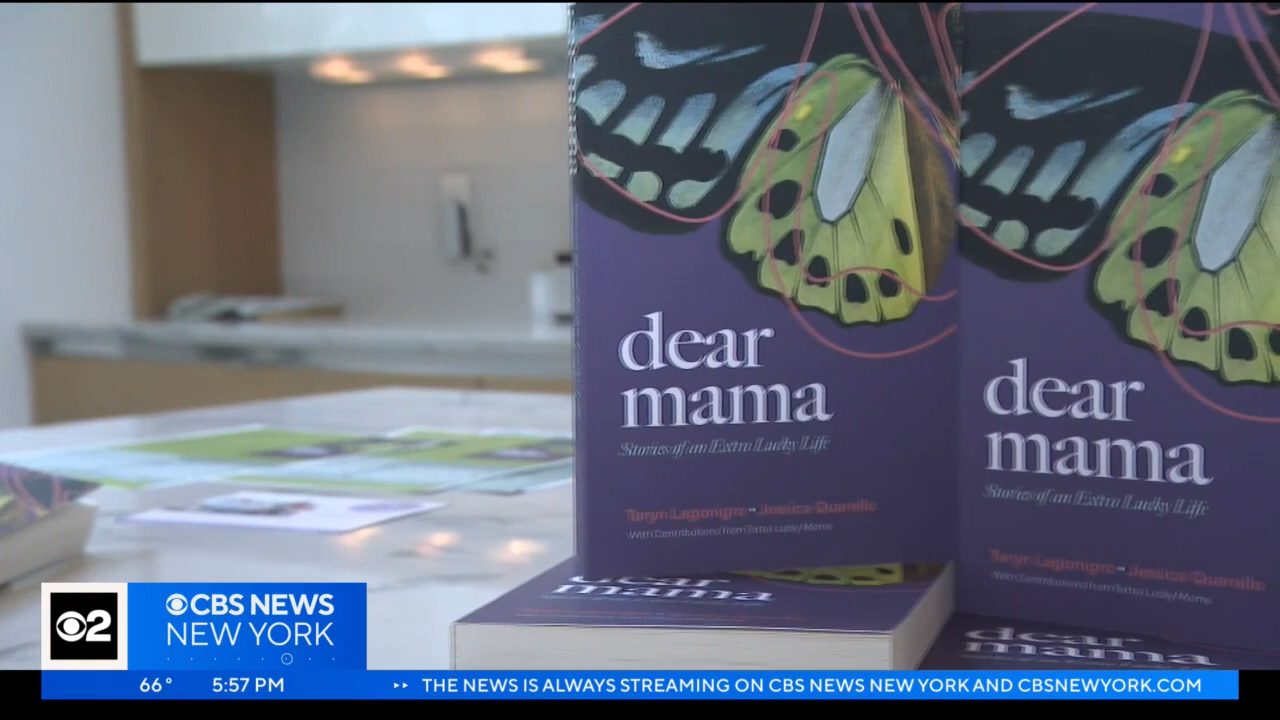 dear
mama
Stories of an Extra Lucky Life
Taryn Lagonigro • Jessica Quarello
With Contributions from Extra Lucky Moms
dear
mama
Stories of an Extra Lucky Life
Taryn Lagonigro • Jessica Quarello
With Contributions from Extra Lucky Moms
dear
mama
dear
mama
2
CBS NEWS
NEW YORK
66° 5:57 PM THE NEWS IS ALWAYS STREAMING ON CBS NEWS NEW YORK AND CBSNEWYORK.COM